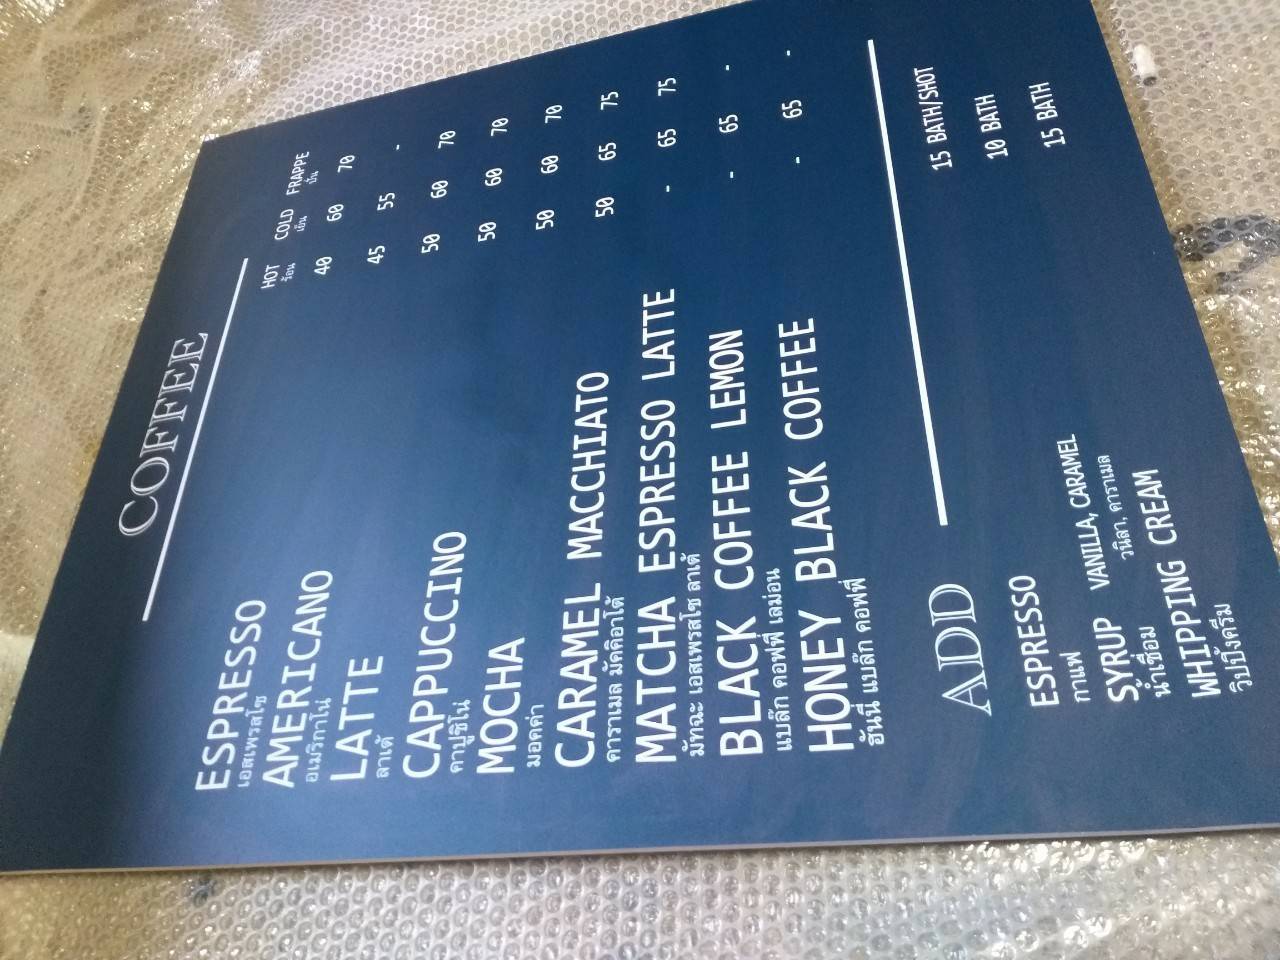 COFFEE
HOT COLD FRAPPE
ร้อน เย็น ปั่น
ESPRESSO 40 60 70
เอสเพรสโซ
AMERICANO 45 55 -
อเมริกาโน่
LATTE 50 60 70
ลาเต้
CAPPUCCINO 50 60 70
คาปูชิโน่
MOCHA 50 60 70
มอคค่า
CARAMEL MACCHIATO 50 65 75
คาราเมล มัคคิอาโต้
MATCHA ESPRESSO LATTE - 65 75
มัทฉะ เอสเพรสโซ ลาเต้
BLACK COFFEE LEMON - 65 -
แบล๊ก คอฟฟี่ เลม่อน
HONEY BLACK COFFEE - 65 -
ฮันนี่ แบล๊ก คอฟฟี่
ADD
ESPRESSO 15 BATH/SHOT
กาแฟ
SYRUP VANILLA, CARAMEL 10 BATH
น้ำเชื่อม วนิลา, คาราเมล
WHIPPING CREAM 15 BATH
วิปปิ้งครีม